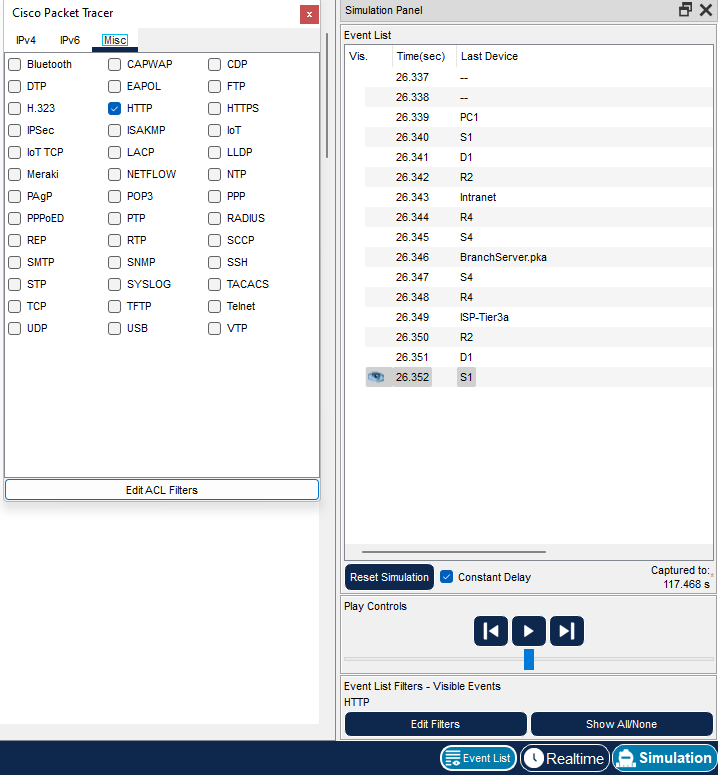 Cisco Packet Tracer
x
IPv4 IPv6 Misc
Bluetooth CAPWAP CDP
DTP EAPOL FTP
H.323 HTTP HTTPS
IPSec ISAKMP IoT
IoT TCP LACP LLDP
Meraki NETFLOW NTP
PAgP POP3 PPP
PPPoED PTP RADIUS
REP RTP SCCP
SMTP SNMP SSH
STP SYSLOG TACACS
TCP TFTP Telnet
UDP USB VTP
Edit ACL Filters
Simulation Panel
Event List
Vis. Time(sec) Last Device
26.337 --
26.338 --
26.339 PC1
26.340 S1
26.341 D1
26.342 R2
26.343 Intranet
26.344 R4
26.345 S4
26.346 BranchServer.pka
26.347 S4
26.348 R4
26.349 ISP-Tier3a
26.350 R2
26.351 D1
26.352 S1
Reset Simulation Constant Delay
Captured to:
117.468 s
Play Controls
Event List Filters - Visible Events
HTTP
Edit Filters Show All/None
Event List Realtime Simulation